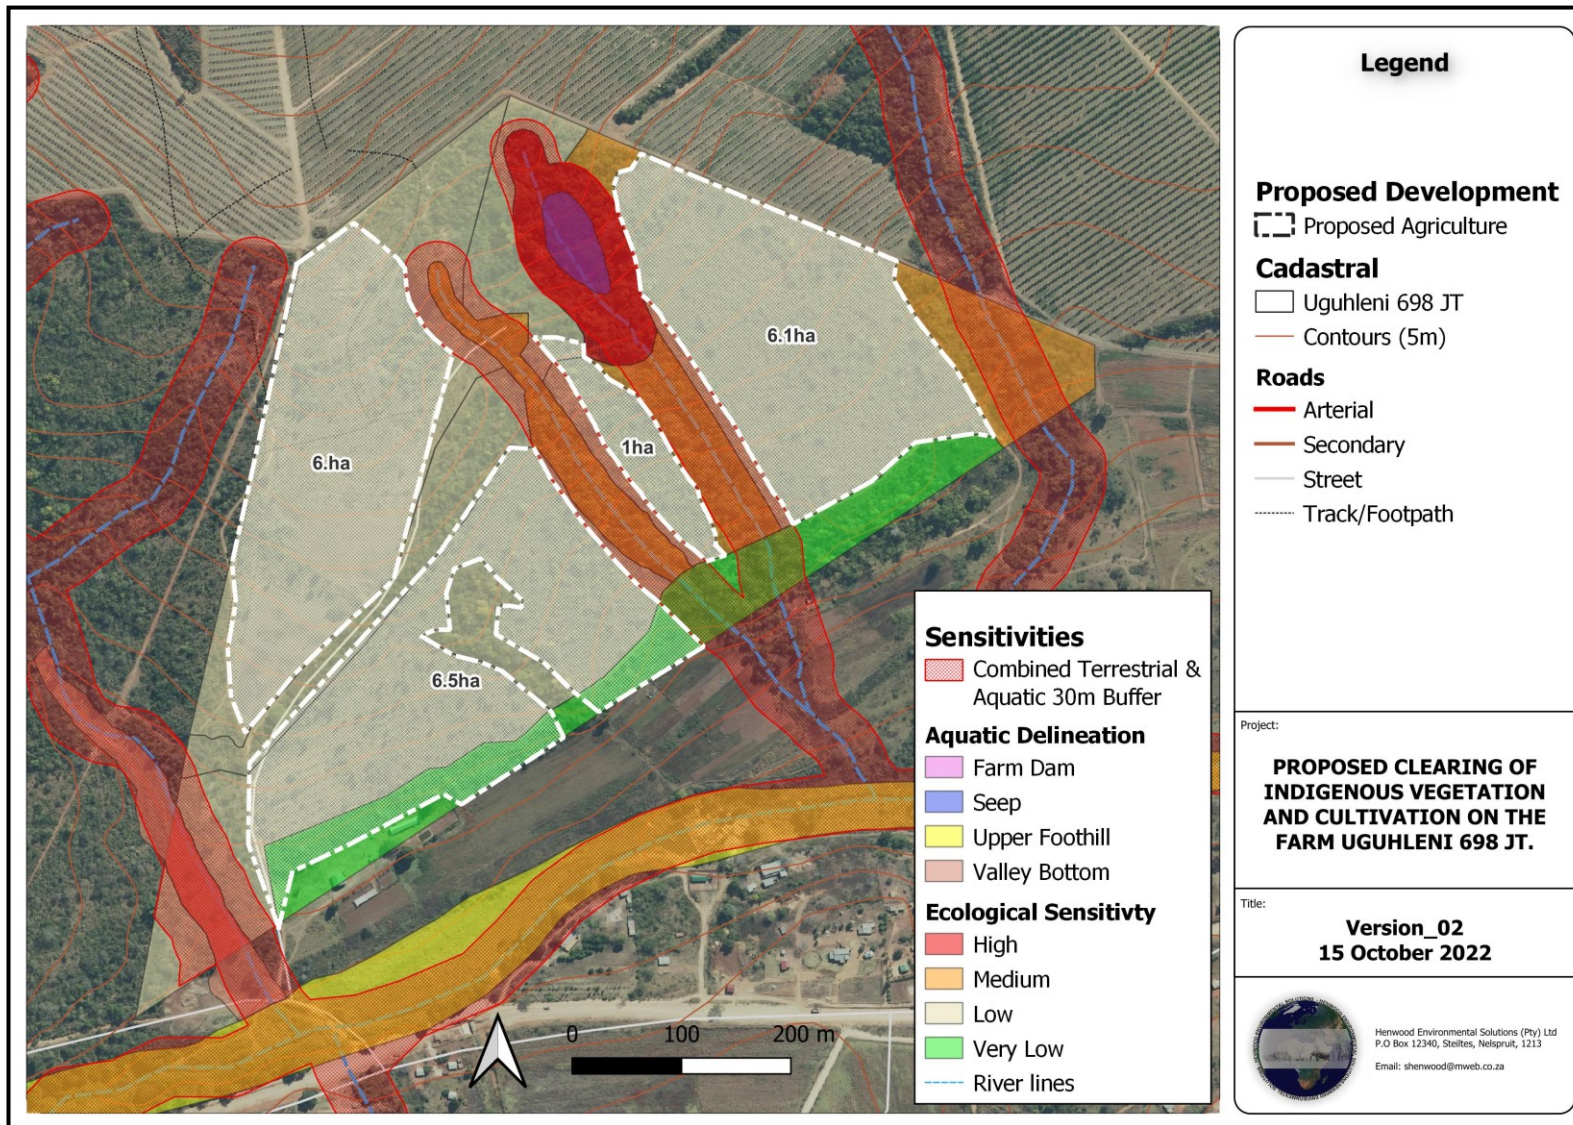 6.1ha
6.ha
1ha
6.5ha
0 100 200 m
Sensitivities
Combined Terrestrial &
Aquatic 30m Buffer
Aquatic Delineation
Farm Dam
Seep
Upper Foothill
Valley Bottom
Ecological Sensitivty
High
Medium
Low
Very Low
River lines
Legend
Proposed Development
Proposed Agriculture
Cadastral
Uguhleni 698 JT
Contours (5m)
Roads
Arterial
Secondary
Street
Track/Footpath
Project:
PROPOSED CLEARING OF
INDIGENOUS VEGETATION
AND CULTIVATION ON THE
FARM UGUHLENI 698 JT.
Title:
Version_02
15 October 2022
Henwood Environmental Solutions (Pty) Ltd
P.O Box 12340, Steiltes, Nelspruit, 1213
Email: shenwood@mweb.co.za